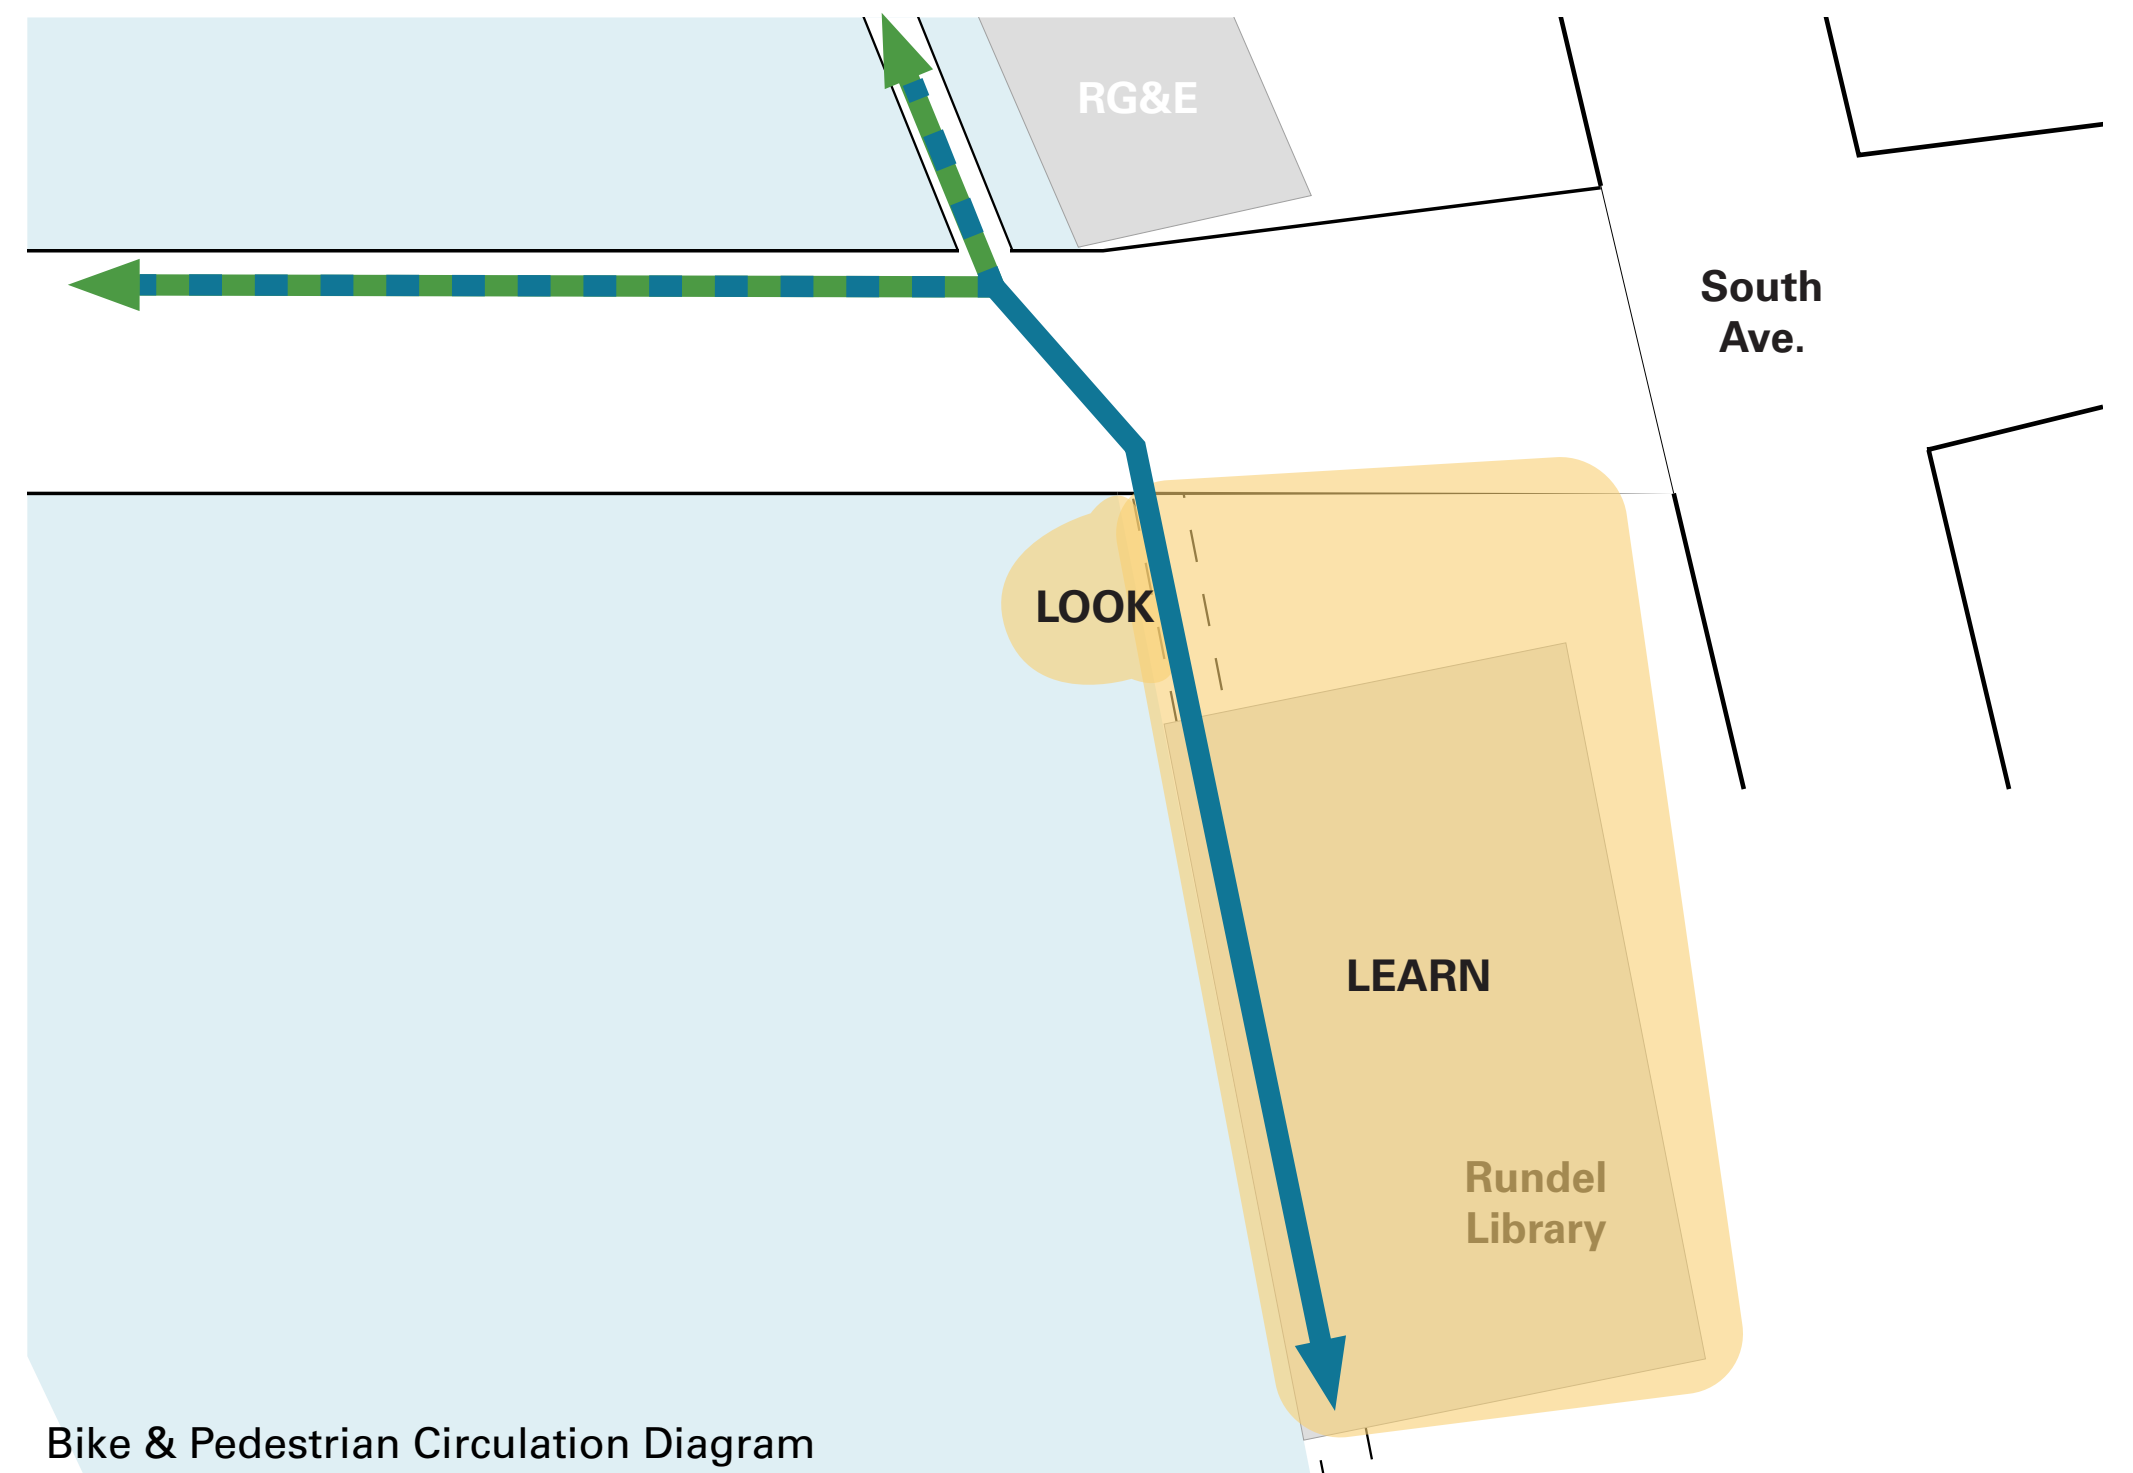 RG&E
South
Ave.
LOOK
LEARN
Rundel
Library
Bike & Pedestrian Circulation Diagram